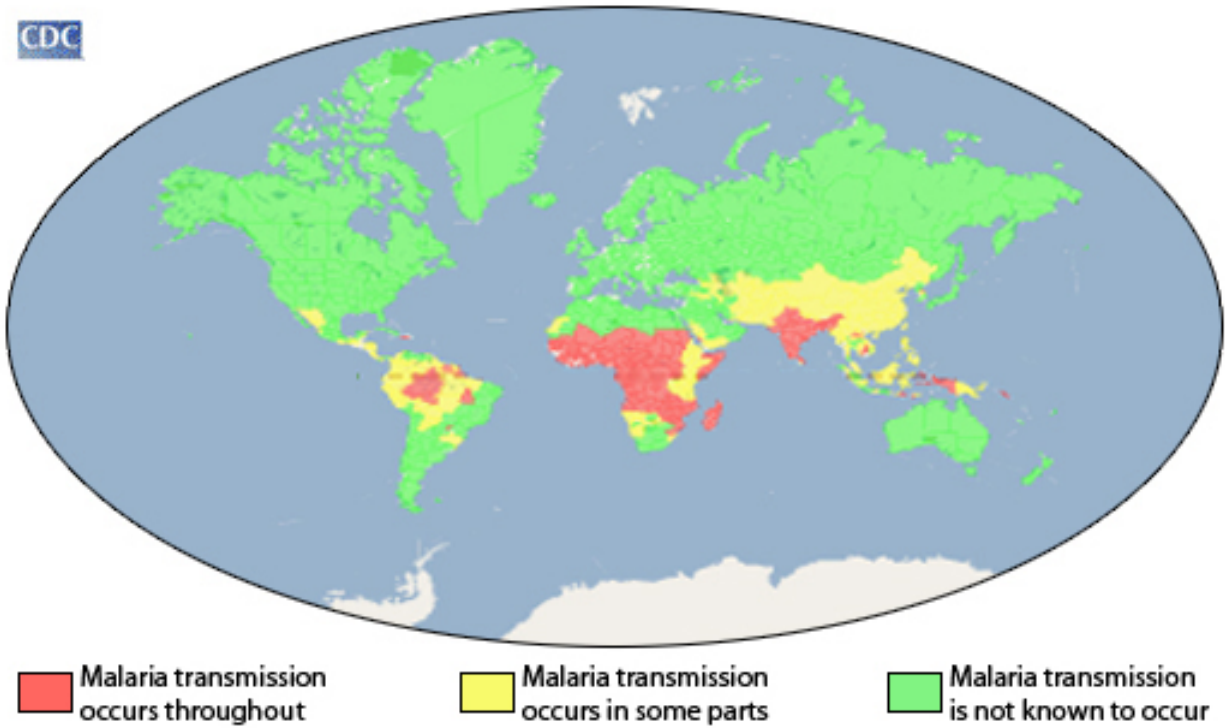 CDC
Malaria transmission
occurs throughout
Malaria transmission
occurs in some parts
Malaria transmission
is not known to occur